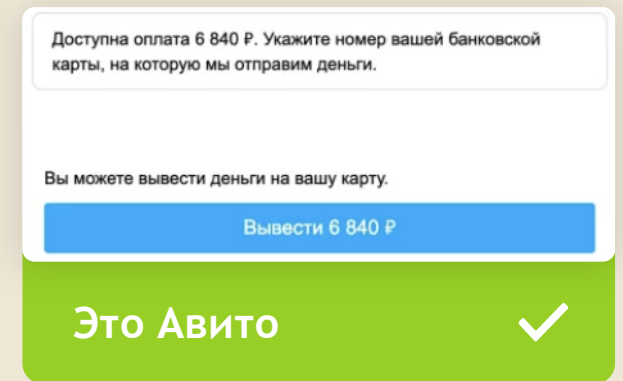 Доступна оплата 6 840 ₽. Укажите номер вашей банковской
карты, на которую мы отправим деньги.
Вы можете вывести деньги на вашу карту.
Вывести 6 840 ₽
Это Авито